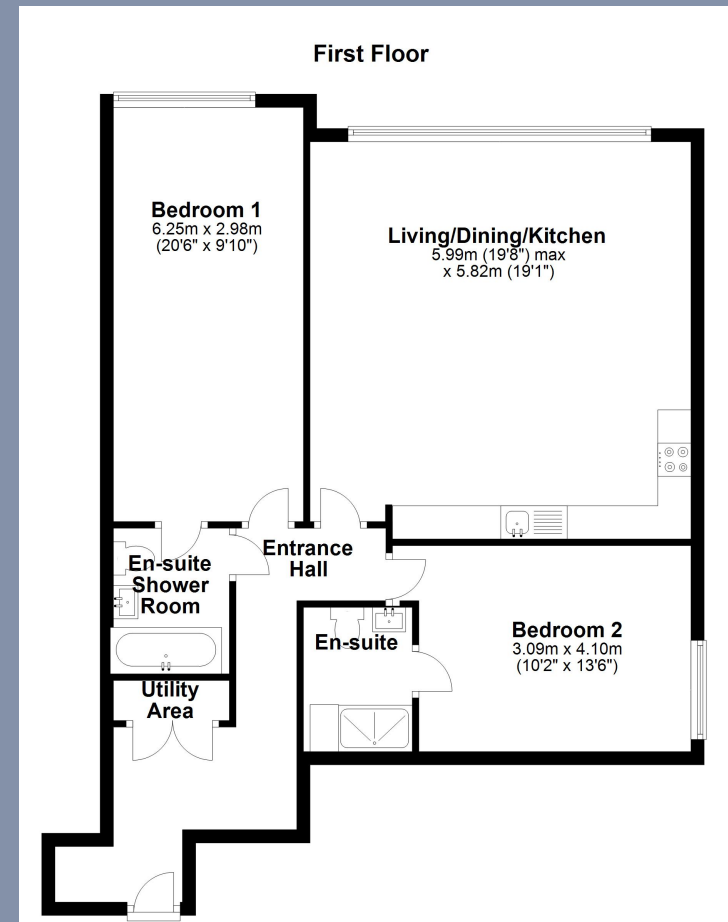 First Floor
Bedroom 1
6.25m x 2.98m
(20'6" x 9'10")
Living/Dining/Kitchen
5.99m (19'8") max
x 5.82m (19'1")
En-suite
Shower
Room
Entrance
Hall
En-suite
Bedroom 2
3.09m x 4.10m
(10'2" x 13'6")
Utility
Area